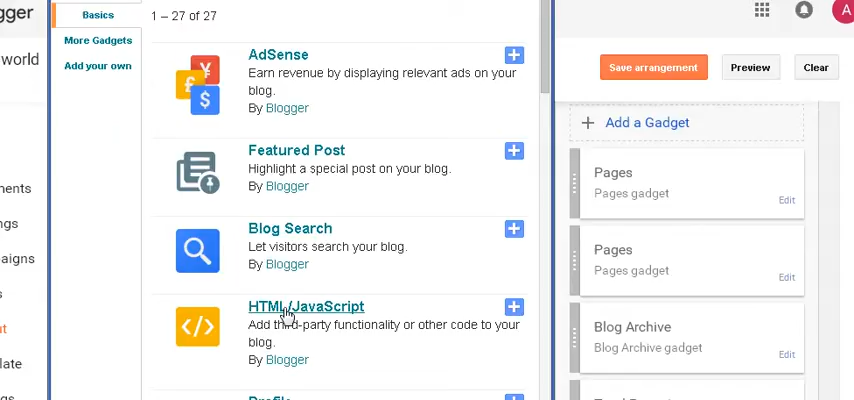 gger
world
ments
ngs
aigns
s
ut
late
gs
Basics
More Gadgets
Add your own
1 – 27 of 27
AdSense
Earn revenue by displaying relevant ads on your
blog.
By Blogger
Featured Post
Highlight a special post on your blog.
By Blogger
Blog Search
Let visitors search your blog.
By Blogger
HTML/JavaScript
Add third-party functionality or other code to your
blog.
By Blogger
A
Save arrangement
Preview
Clear
+ Add a Gadget
Pages
Pages gadget
Edit
Pages
Pages gadget
Edit
Blog Archive
Blog Archive gadget
Edit